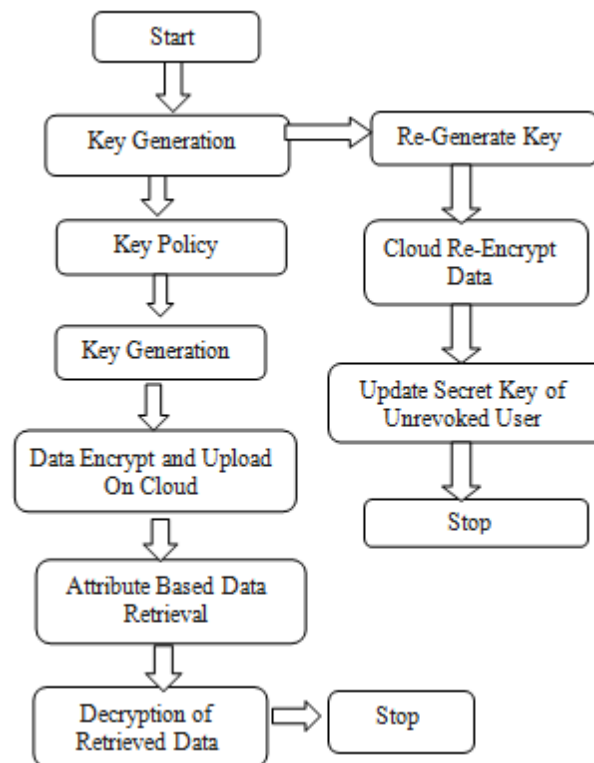 Start
Key Generation
Re-Generate Key
Key Policy
Cloud Re-Encrypt
Data
Key Generation
Update Secret Key of
Unrevoked User
Data Encrypt and Upload
On Cloud
Stop
Attribute Based Data
Retrieval
Decryption of
Retrieved Data
Stop